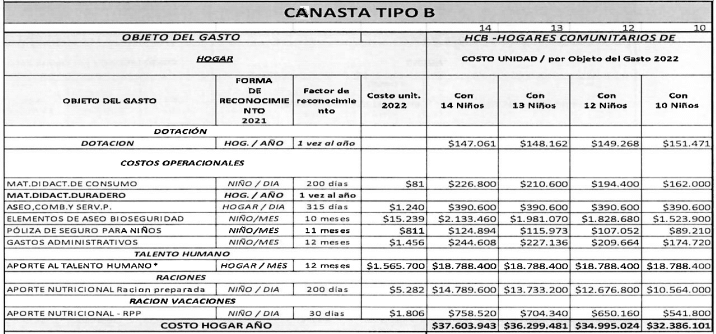 CANASTA TIPO B
14 13 12 10
OBJETO DEL GASTO HCB -HOGARES COMUNITARIOS DE
HOGAR COSTO UNIDAD / por Objeto del Gasto 2022
OBJETO DEL GASTO FORMA DE RECONOCIMIE NTO 2021 Factor de reconocimie nto Costo unit. 2022 Con 14 Niños Con 13 Niños Con 12 Niños Con 10 Niños
DOTACIÓN
DOTACION HOG. / AÑO 1 vez al año $147.061 $148.162 $149.268 $151.471
COSTOS OPERACIONALES
MAT.DIDACT.DE CONSUMO NIÑO / DIA 200 días $81 $226.800 $210.600 $194.400 $162.000
MAT.DIDACT.DURADERO HOG. / AÑO 1 vez al año
ASEO,COMB.Y SERV.P. HOGAR / DIA 315 días $1.240 $390.600 $390.600 $390.600 $390.600
ELEMENTOS DE ASEO BIOSEGURIDAD NIÑO/MES 10 meses $15.239 $2.133.460 $1.981.070 $1.828.680 $1.523.900
PÓLIZA DE SEGURO PARA NIÑOS NIÑO/MES 11 meses $811 $124.894 $115.973 $107.052 $89.210
GASTOS ADMINISTRATIVOS NIÑO/MES 12 meses $1.456 $244.608 $227.136 $209.664 $174.720
TALENTO HUMANO
APORTE AL TALENTO HUMANO* HOGAR / MES 12 meses $1.565.700 $18.788.400 $18.788.400 $18.788.400 $18.788.400
RACIONES
APORTE NUTRICIONAL Racion preparada NIÑO / DIA 200 días $5.282 $14.789.600 $13.733.200 $12.676.800 $10.564.000
RACION VACACIONES
APORTE NUTRICIONAL - RPP NIÑO / DIA 30 días $1.806 $758.520 $704.340 $650.160 $541.800
COSTO HOGAR AÑO $37.603.943 $36.299.481 $34.995.024 $32.386.101